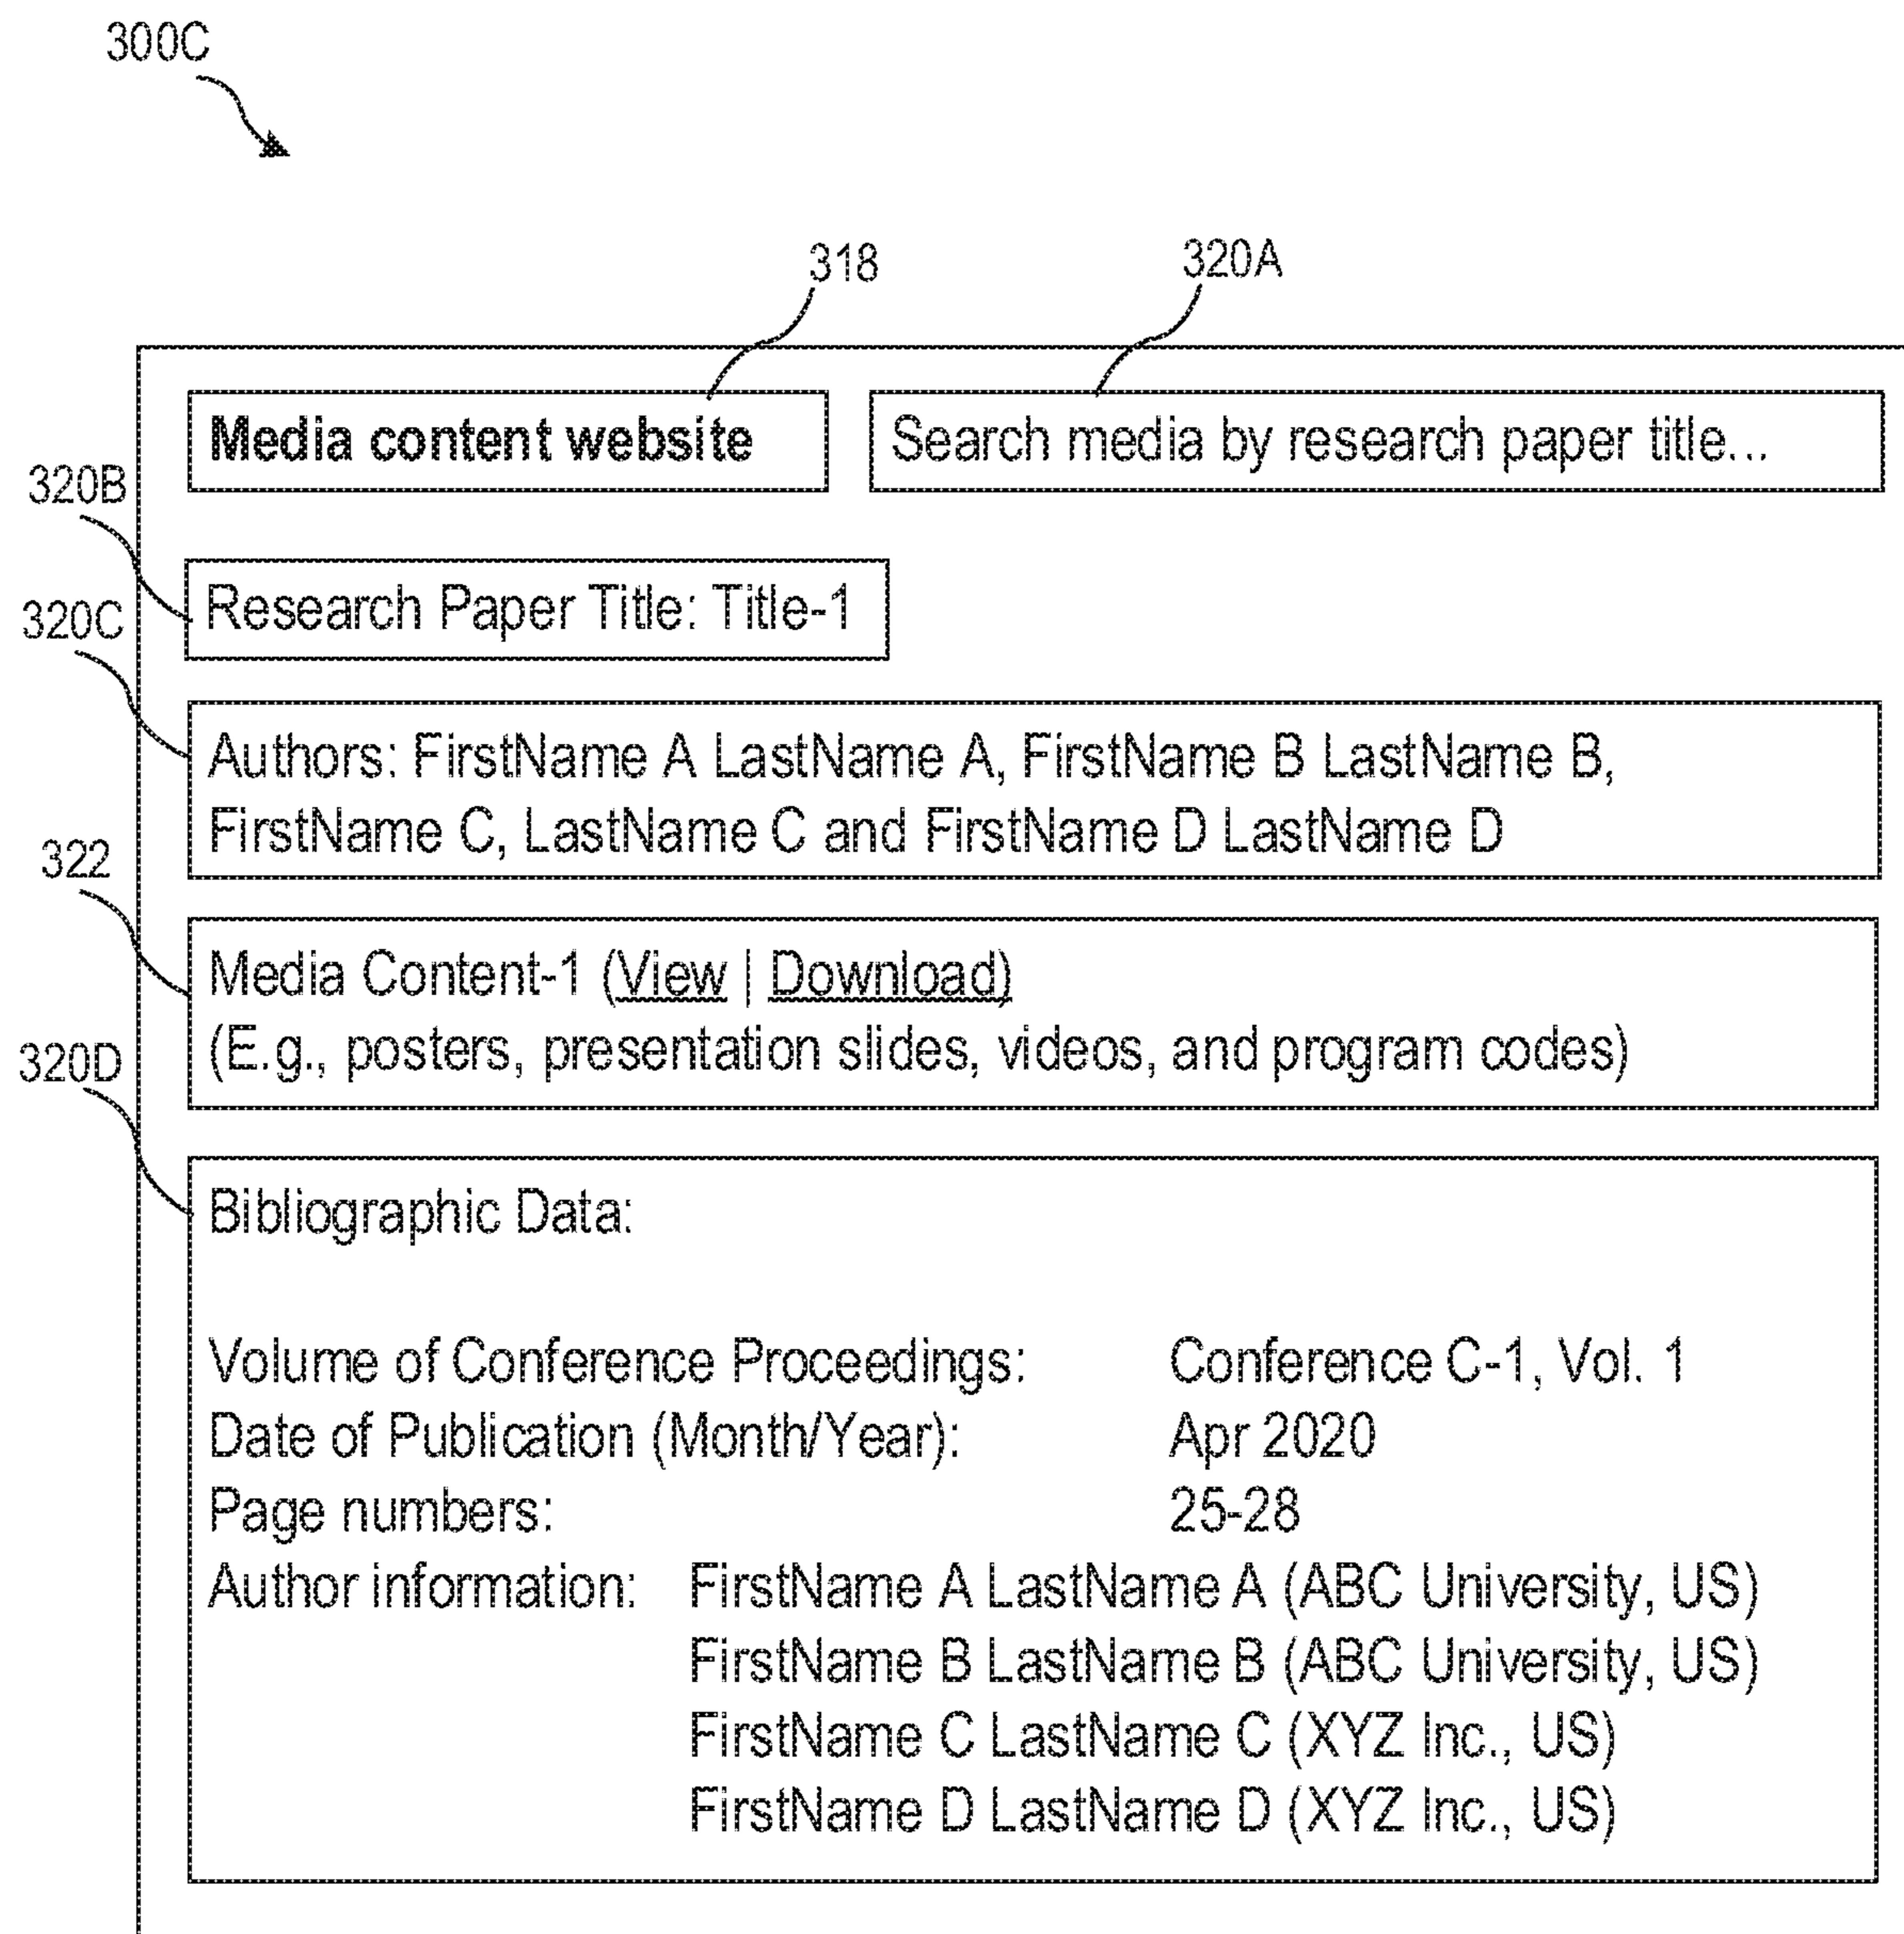 300C
318
320A
Media content website
Search media by research paper title...
320B
Research Paper Title: Title-1
320C
Authors: FirstName A LastName A, FirstName B LastName B,
FirstName C, LastName C and FirstName D LastName D
322
Media Content-1 (View | Download)
(E.g., posters, presentation slides, videos, and program codes)
320D
Bibliographic Data:
Volume of Conference Proceedings: Conference C-1, Vol. 1
Date of Publication (Month/Year): Apr 2020
Page numbers: 25-28
Author information: FirstName A LastName A (ABC University, US)
FirstName B LastName B (ABC University, US)
FirstName C LastName C (XYZ Inc., US)
FirstName D LastName D (XYZ Inc., US)